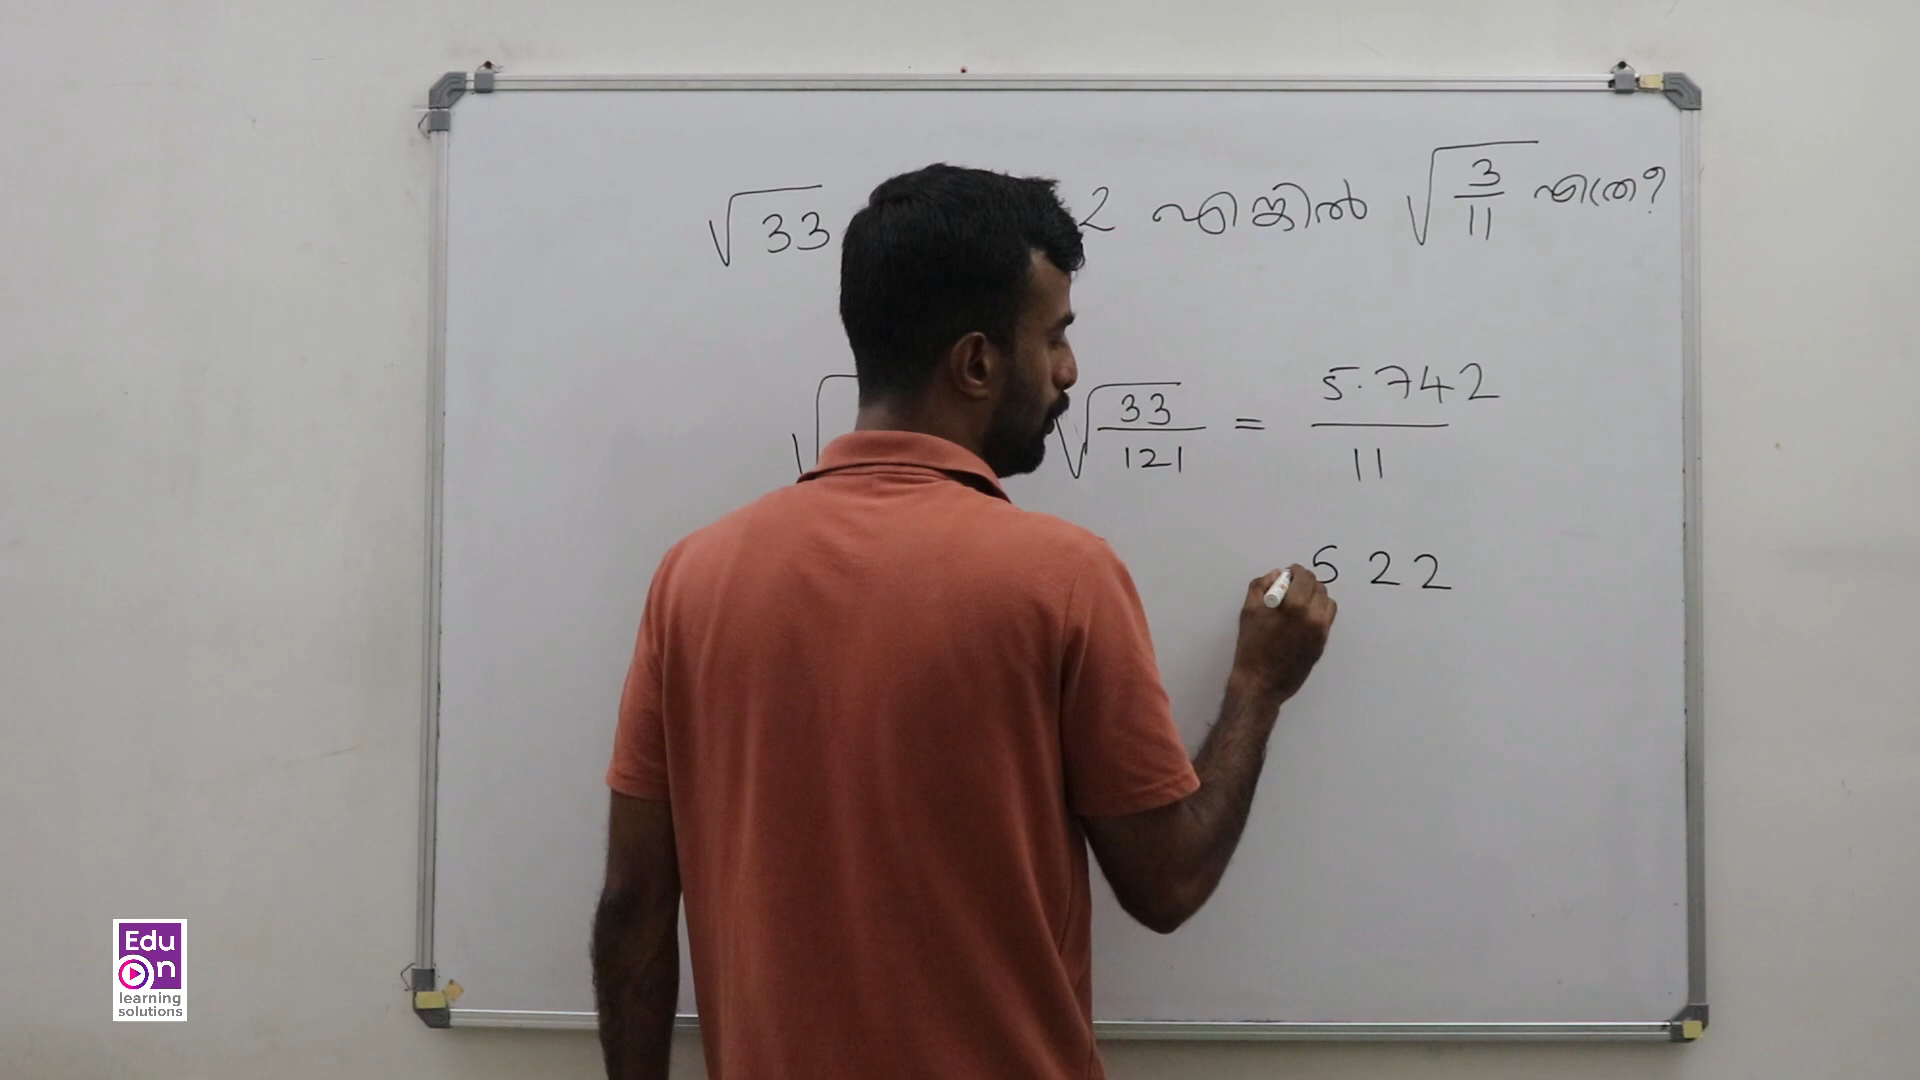 √33 2 എങ്കിൽ √3/11 എത്ര?
√33/121 = 5.742/11
522
Edu
On
learning
solutions